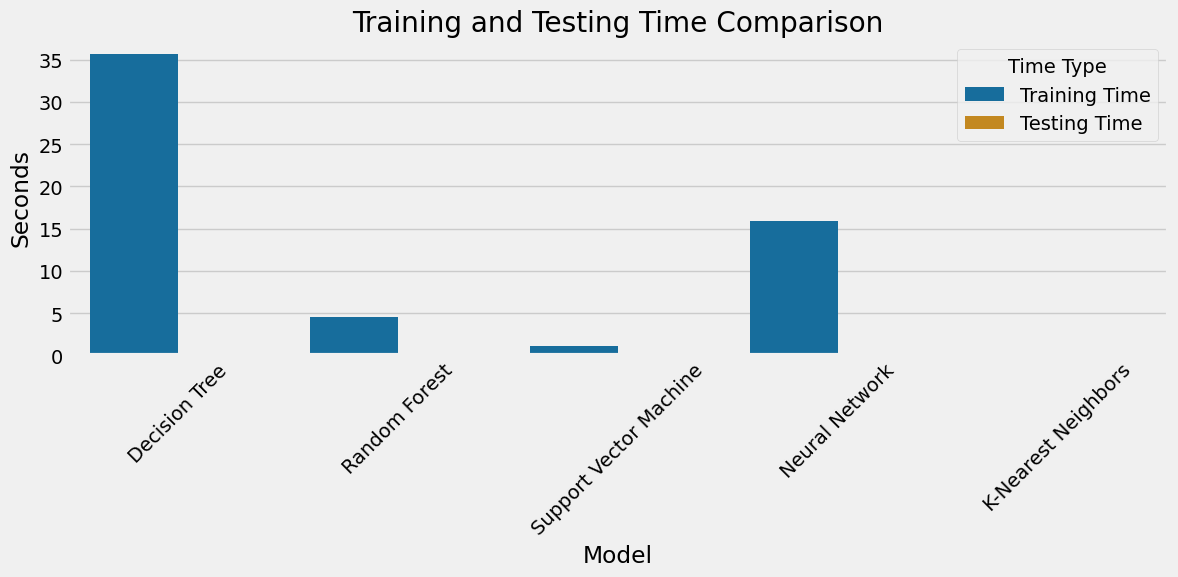 Training and Testing Time Comparison
Time Type
Training Time
Testing Time
Seconds
35
30
25
20
15
10
5
0
Decision Tree
Random Forest
Support Vector Machine
Neural Network
K-Nearest Neighbors
Model